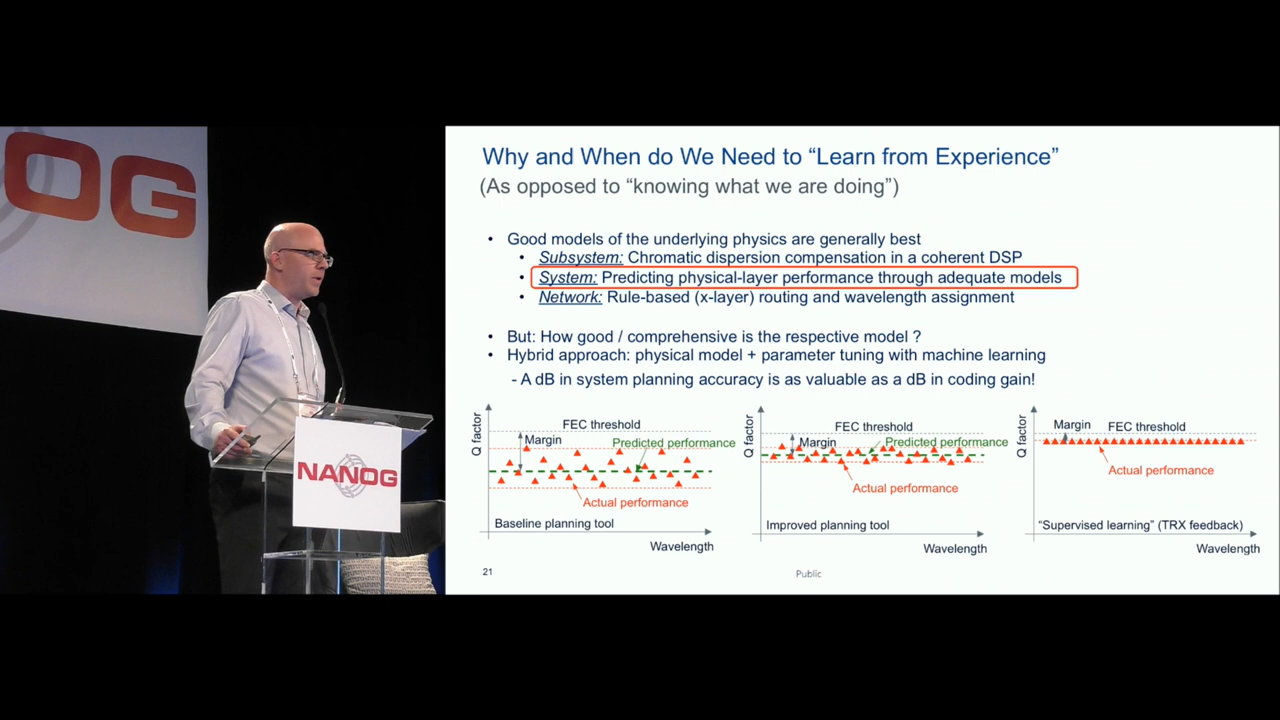 OG
NANOG
Why and When do We Need to “Learn from Experience”
(As opposed to “knowing what we are doing”)
• Good models of the underlying physics are generally best
• Subsystem: Chromatic dispersion compensation in a coherent DSP
• System: Predicting physical-layer performance through adequate models
• Network: Rule-based (x-layer) routing and wavelength assignment
• But: How good / comprehensive is the respective model ?
• Hybrid approach: physical model + parameter tuning with machine learning
- A dB in system planning accuracy is as valuable as a dB in coding gain!
Q factor
FEC threshold
Margin
Predicted performance
Actual performance
Baseline planning tool
Wavelength
Q factor
FEC threshold
Margin
Predicted performance
Actual performance
Improved planning tool
Wavelength
Q factor
Margin
FEC threshold
Actual performance
“Supervised learning” (TRX feedback)
Wavelength
21
Public